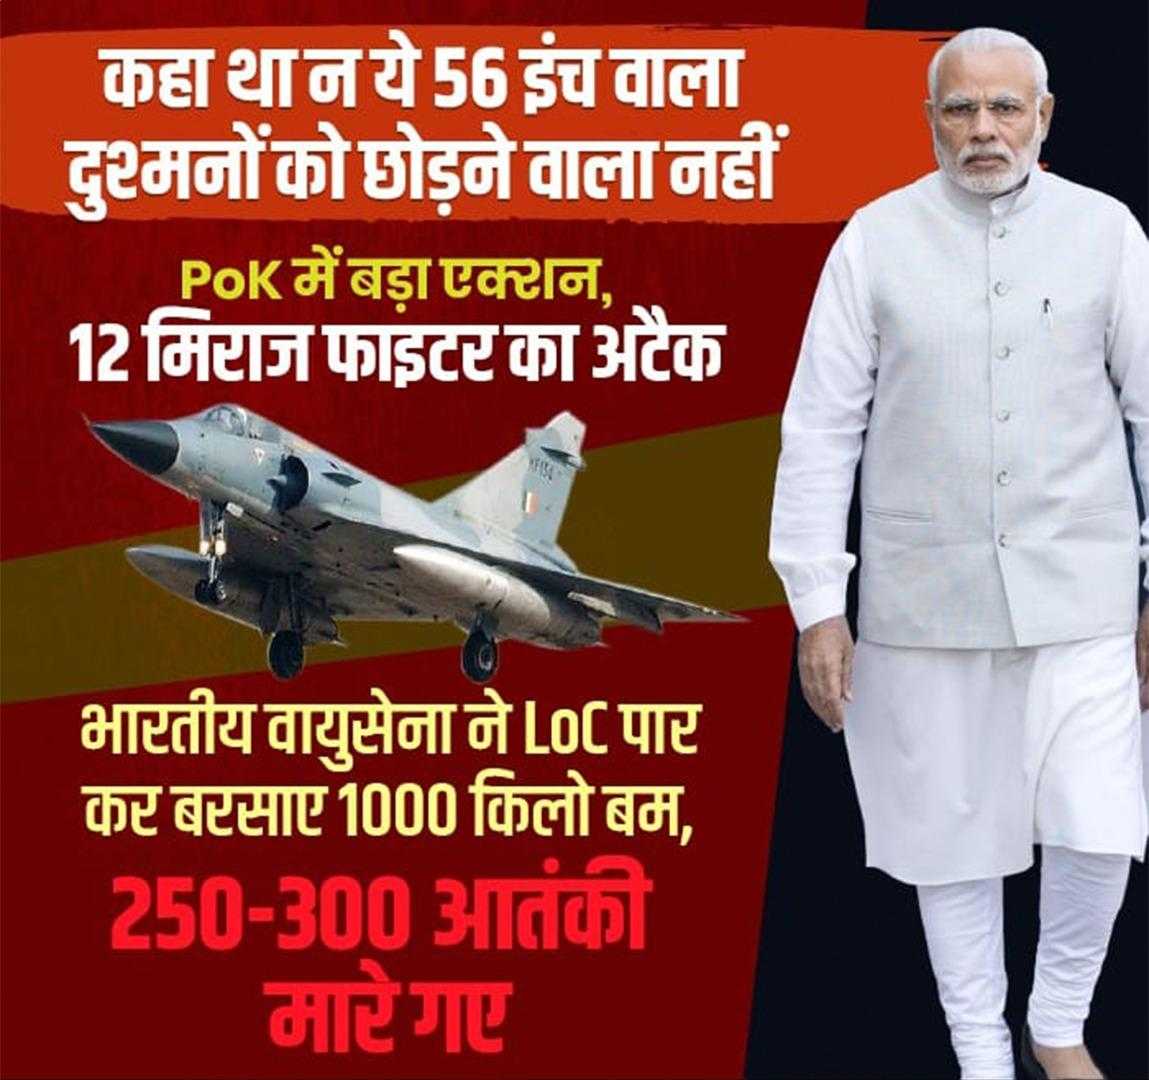 कहा था न ये 56 इंच वाला
दुश्मनों को छोड़ने वाला नहीं
PoK में बड़ा एक्शन,
12 मिराज फाइटर का अटैक
भारतीय वायुसेना ने LoC पार
कर बरसाए 1000 किलो बम,
250-300 आतंकी
मारे गए